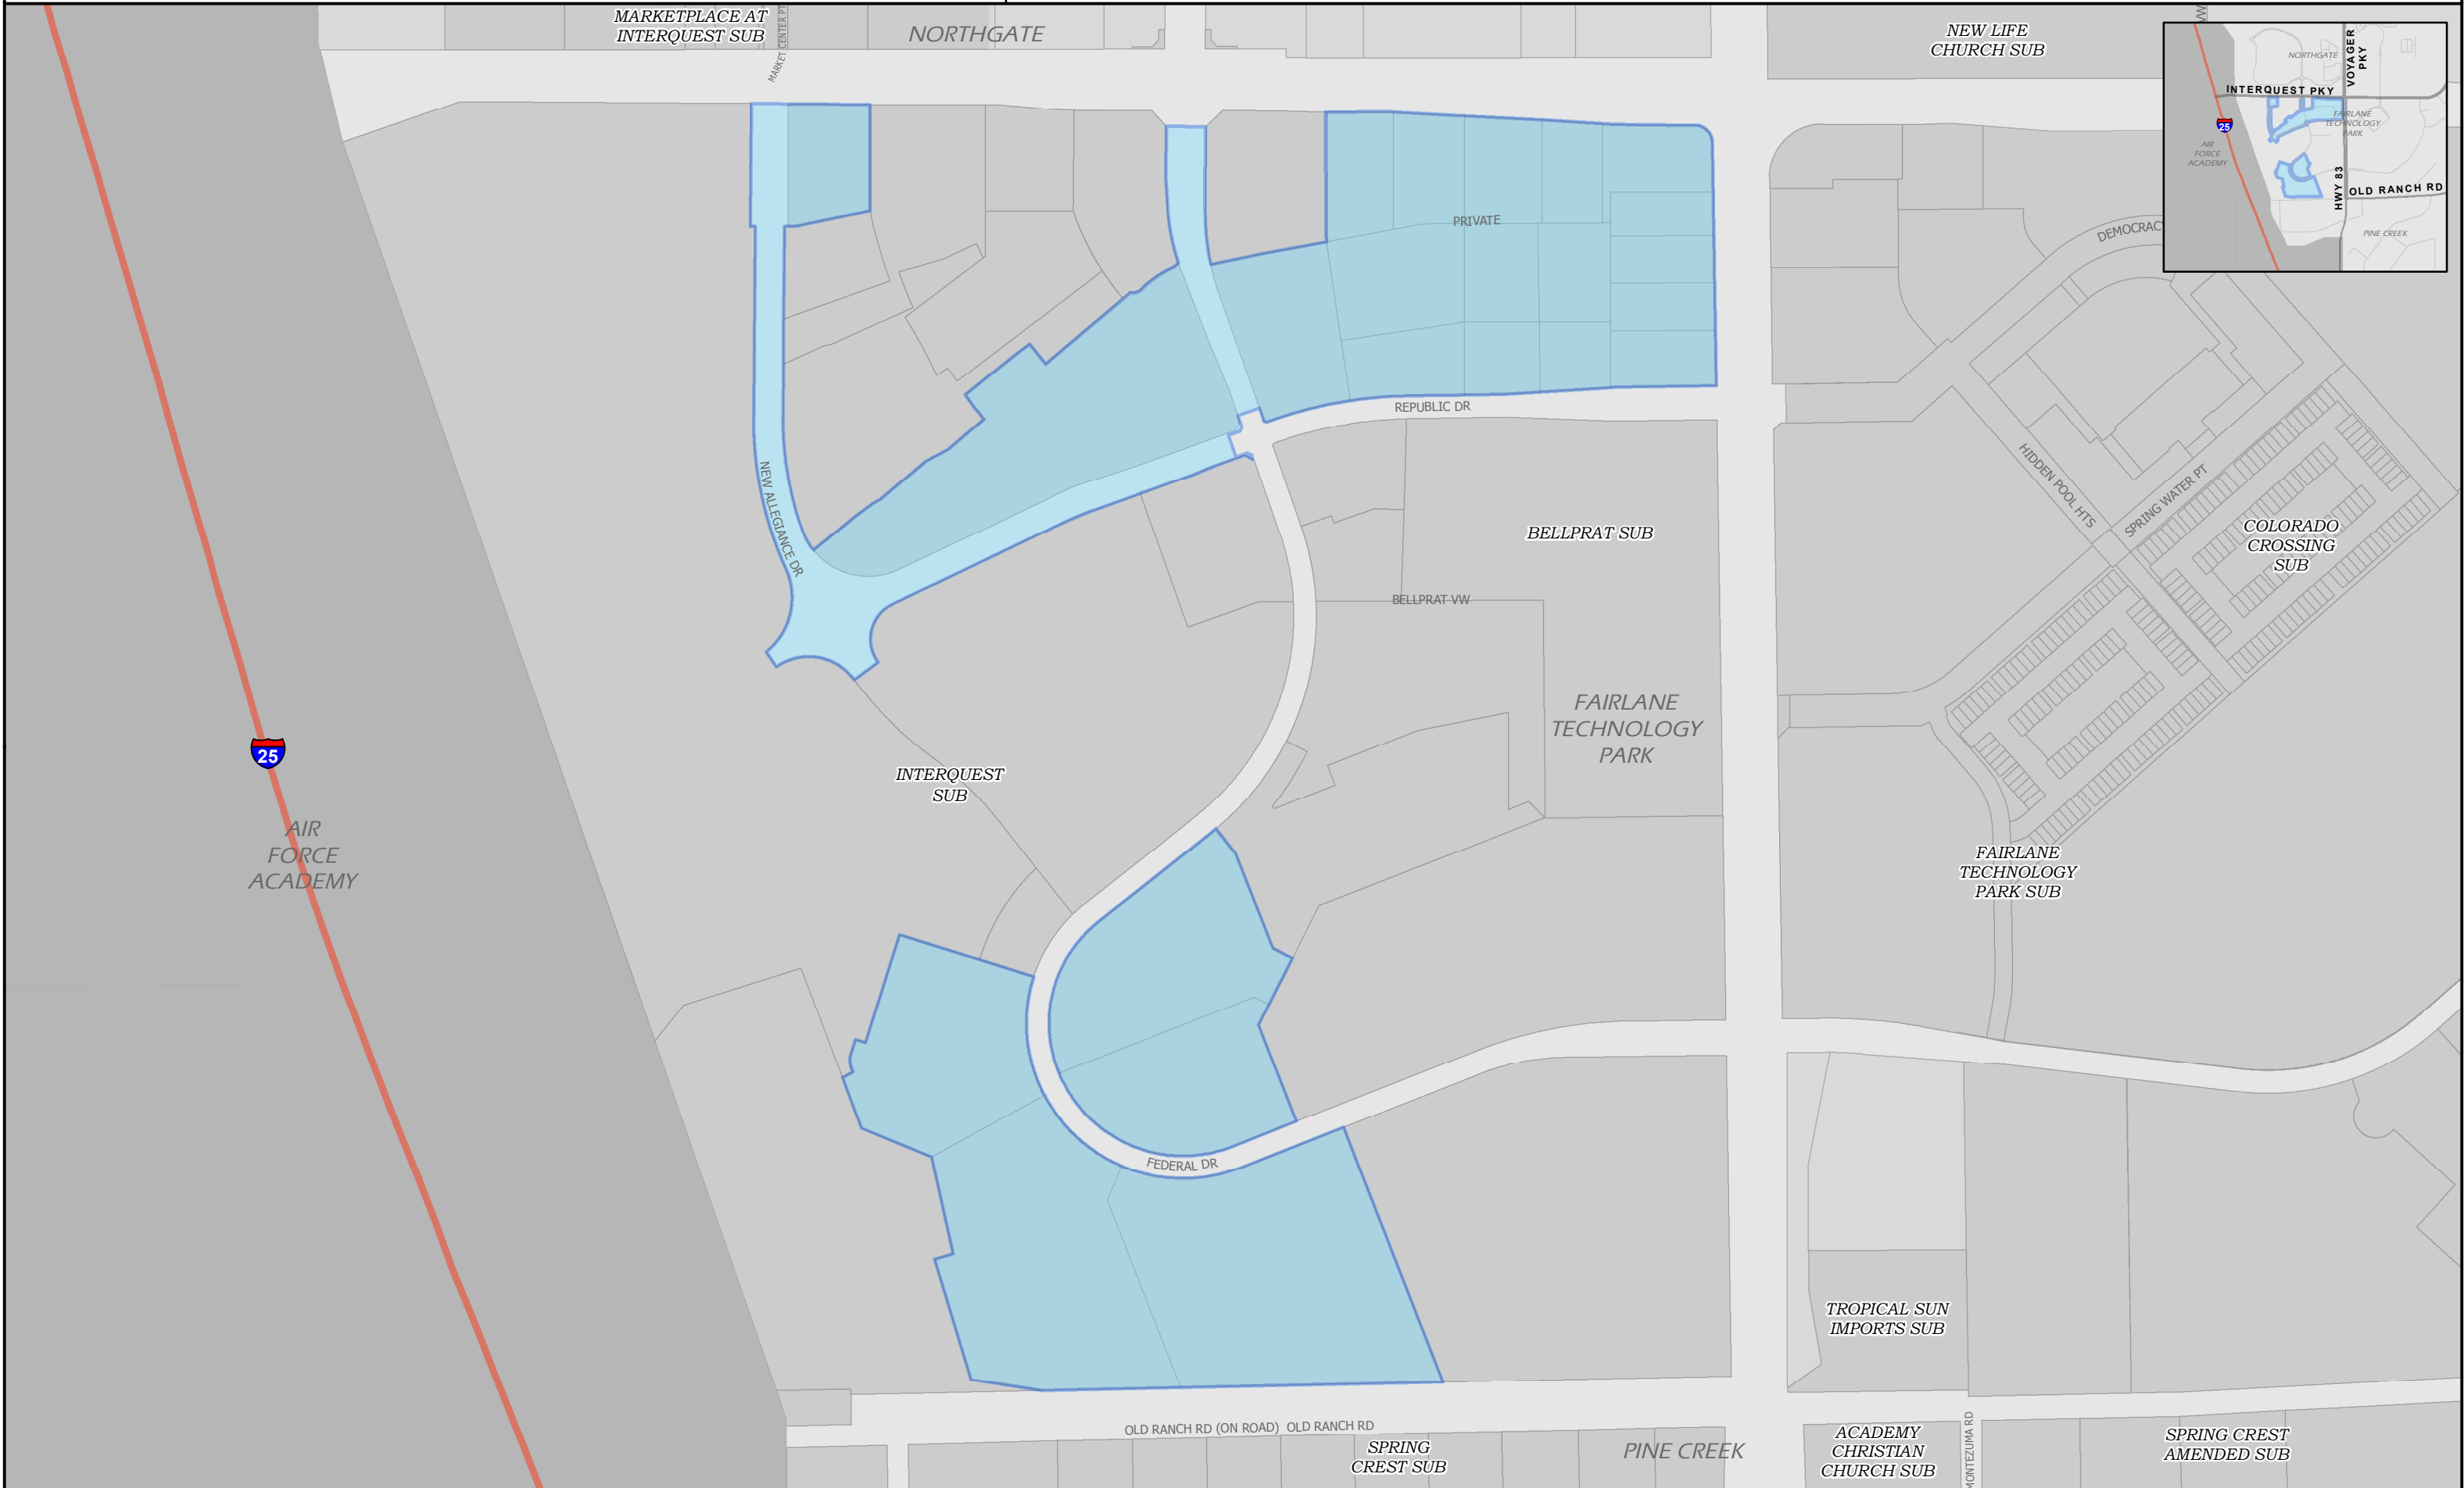 MARKETPLACE AT
INTERQUEST SUB
MARKET CENTER PT
NORTHGATE
NEW LIFE
CHURCH SUB
VW
NORTHGATE
VOYAGER
PKY
INTERQUEST PKY
FAIRLANE
TECHNOLOGY
PARK
25
AIR
FORCE
ACADEMY
HWY 83
OLD RANCH RD
PINE CREEK
PRIVATE
DEMOCRAC
REPUBLIC DR
NEW ALLEGIANCE DR
HIDDEN POOL HTS
SPRING WATER PT
COLORADO
CROSSING
SUB
BELLPRAT SUB
BELLPRAT VW
FAIRLANE
TECHNOLOGY
PARK
25
INTERQUEST
SUB
AIR
FORCE
ACADEMY
FAIRLANE
TECHNOLOGY
PARK SUB
FEDERAL DR
TROPICAL SUN
IMPORTS SUB
OLD RANCH RD (ON ROAD) OLD RANCH RD
SPRING
CREST SUB
PINE CREEK
ACADEMY
CHRISTIAN
CHURCH SUB
MONTEZUMA RD
SPRING CREST
AMENDED SUB